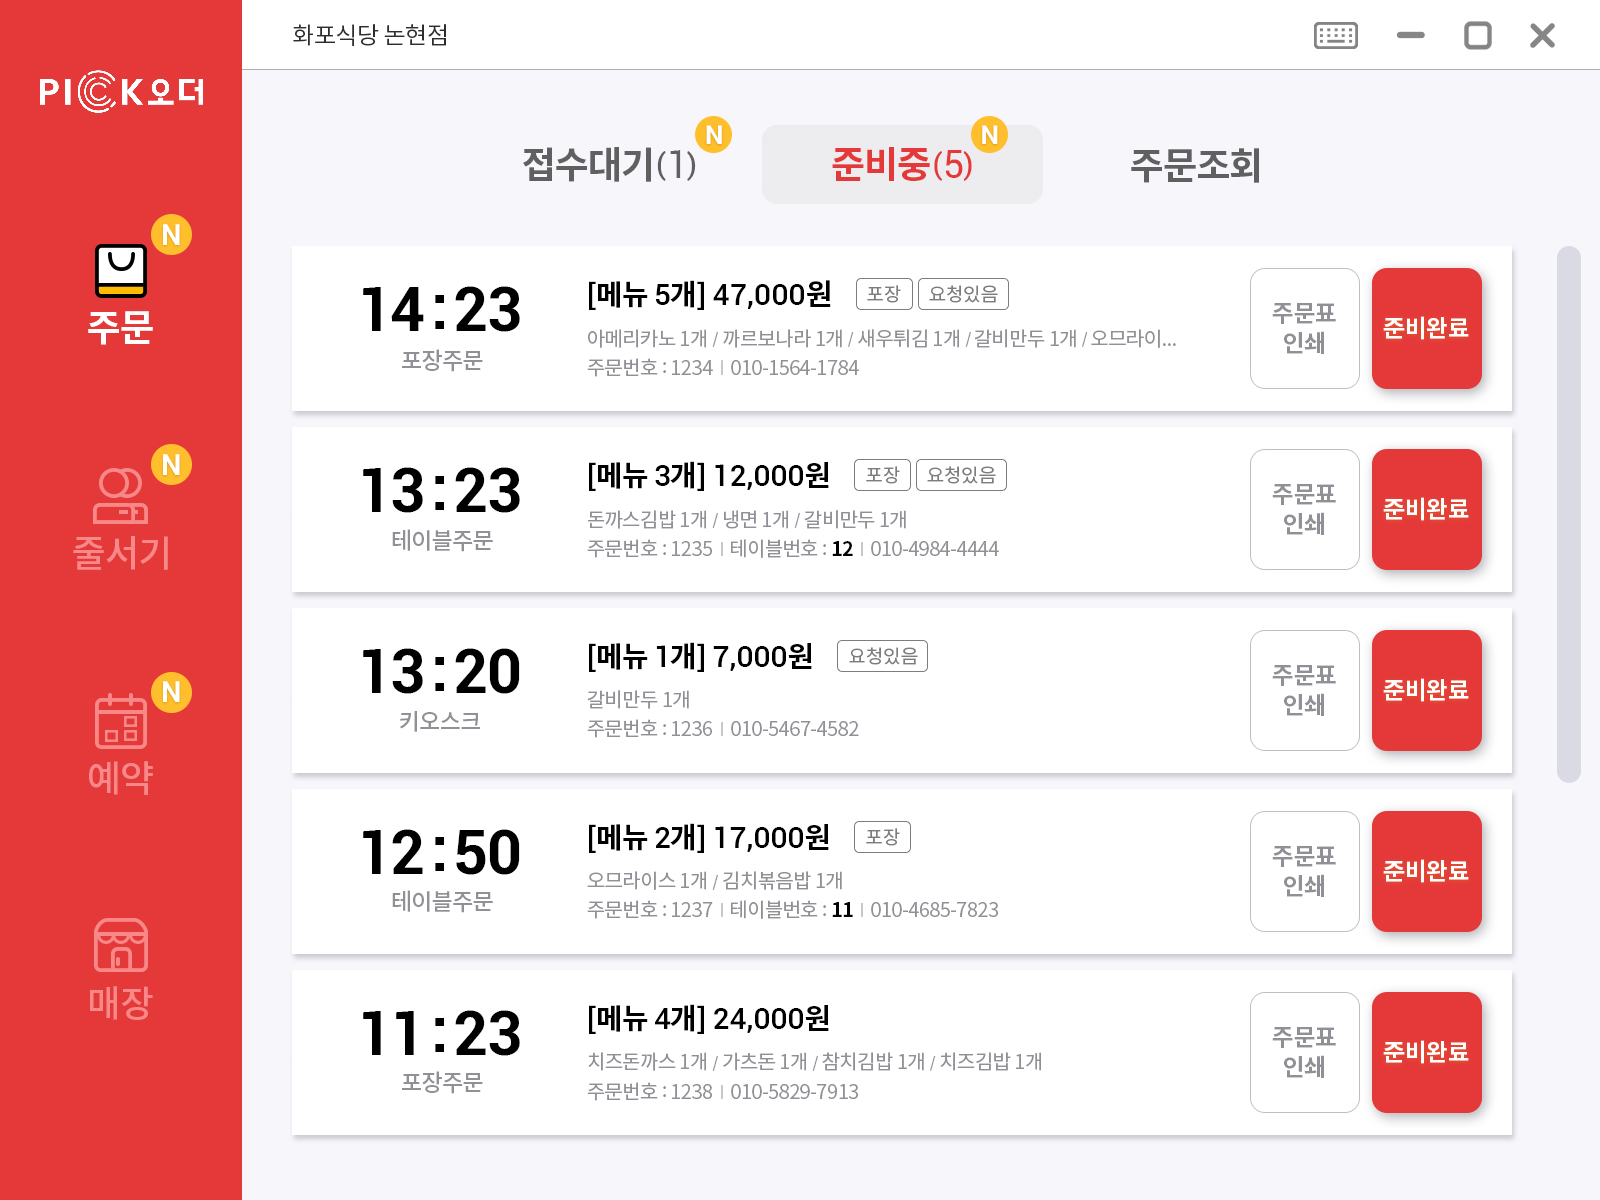 화포식당 논현점
PICK오더
N
주문
N
줄서기
N
예약
매장
접수대기(1)
N
준비중(5)
N
주문조회
14:23
포장주문
[메뉴 5개] 47,000원
포장
요청있음
아메리카노 1개 / 까르보나라 1개 / 새우튀김 1개 / 갈비만두 1개 / 오므라이...
주문번호 : 1234 | 010-1564-1784
주문표
인쇄
준비완료
13:23
테이블주문
[메뉴 3개] 12,000원
포장
요청있음
돈까스김밥 1개 / 냉면 1개 / 갈비만두 1개
주문번호 : 1235 | 테이블번호 : 12 | 010-4984-4444
주문표
인쇄
준비완료
13:20
키오스크
[메뉴 1개] 7,000원
요청있음
갈비만두 1개
주문번호 : 1236 | 010-5467-4582
주문표
인쇄
준비완료
12:50
테이블주문
[메뉴 2개] 17,000원
포장
오므라이스 1개 / 김치볶음밥 1개
주문번호 : 1237 | 테이블번호 : 11 | 010-4685-7823
주문표
인쇄
준비완료
11:23
포장주문
[메뉴 4개] 24,000원
치즈돈까스 1개 / 가츠돈 1개 / 참치김밥 1개 / 치즈김밥 1개
주문번호 : 1238 | 010-5829-7913
주문표
인쇄
준비완료